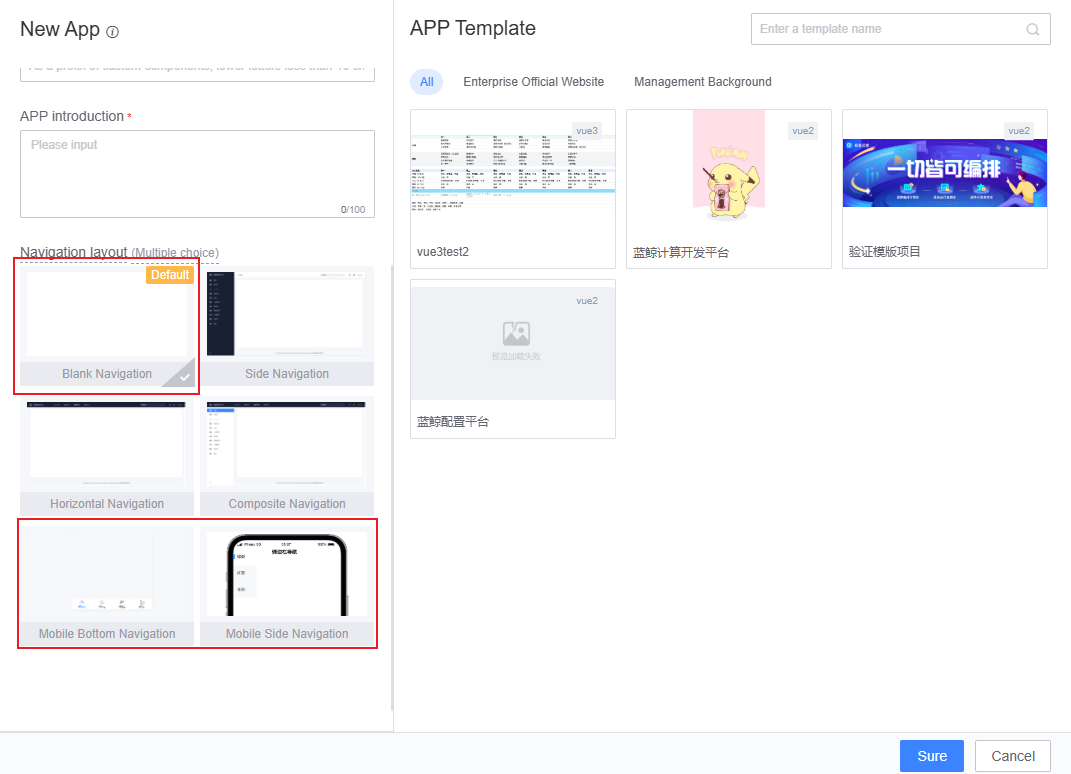 New App
APP introduction *
Please input
0/100
Navigation layout (Multiple choice)
Default
Blank Navigation
Side Navigation
Horizontal Navigation
Composite Navigation
Mobile Bottom Navigation
Mobile Side Navigation
APP Template
Enter a template name
All
Enterprise Official Website
Management Background
vue3
vue3test2
vue2
蓝鲸计算开发平台
vue2
一切皆可编排
验证模版项目
vue2
预览加载失败
蓝鲸配置平台
Sure
Cancel